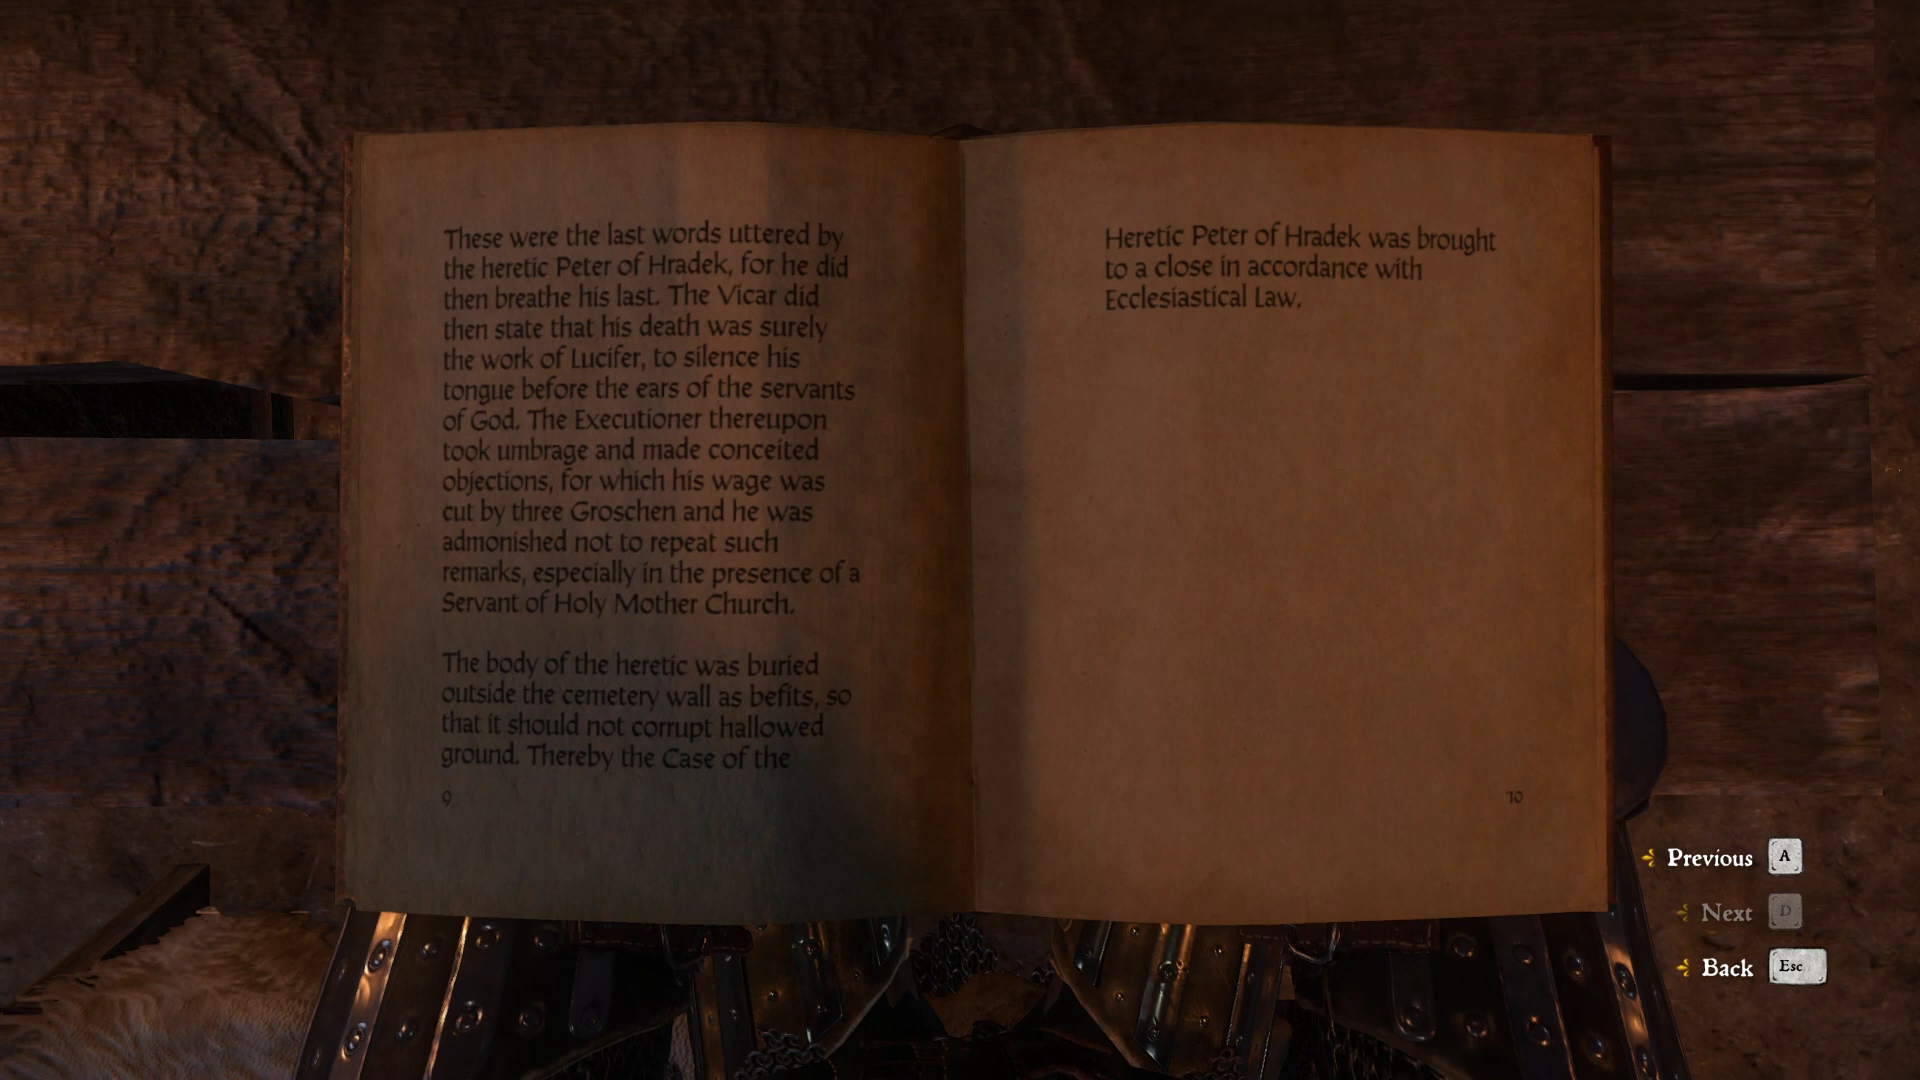 These were the last words uttered by
the heretic Peter of Hradek, for he did
then breathe his last. The Vicar did
then state that his death was surely
the work of Lucifer, to silence his
tongue before the ears of the servants
of God. The Executioner thereupon
took umbrage and made conceited
objections, for which his wage was
cut by three Groschen and he was
admonished not to repeat such
remarks, especially in the presence of a
Servant of Holy Mother Church.
The body of the heretic was buried
outside the cemetery wall as befits, so
that it should not corrupt hallowed
ground. Thereby the Case of the
9
Heretic Peter of Hradek was brought
to a close in accordance with
Ecclesiastical Law.
10
Previous A
Next D
Back Esc